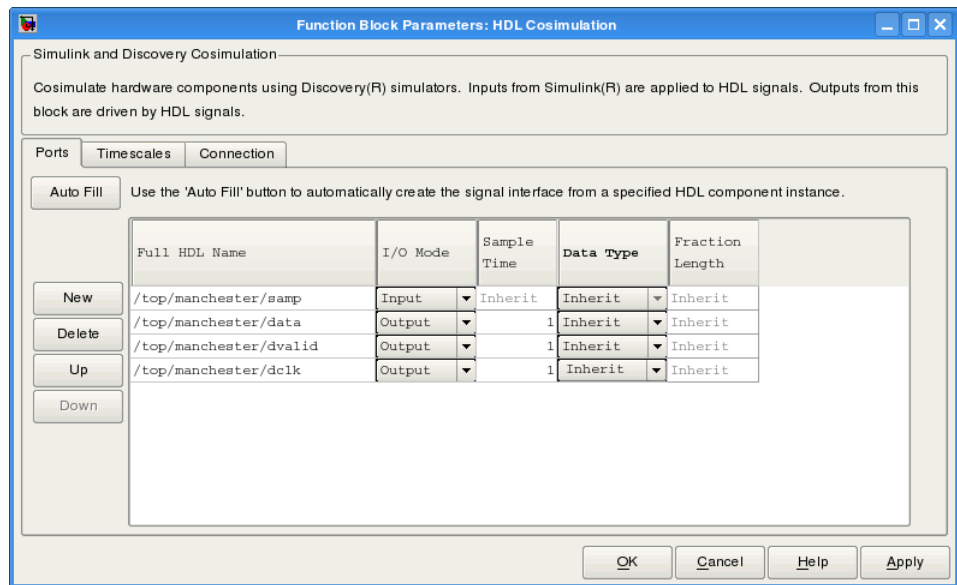 Function Block Parameters: HDL Cosimulation
Simulink and Discovery Cosimulation
Cosimulate hardware components using Discovery(R) simulators. Inputs from Simulink(R) are applied to HDL signals. Outputs from this
block are driven by HDL signals.
Ports Timescales Connection
Auto Fill Use the 'Auto Fill' button to automatically create the signal interface from a specified HDL component instance.
Full HDL Name I/O Mode Sample Time Data Type Fraction Length
New /top/manchester/samp Input Inherit Inherit Inherit
/top/manchester/data Output 1 Inherit Inherit
Delete /top/manchester/dvalid Output 1 Inherit Inherit
Up /top/manchester/dclk Output 1 Inherit Inherit
Down
OK Cancel Help Apply